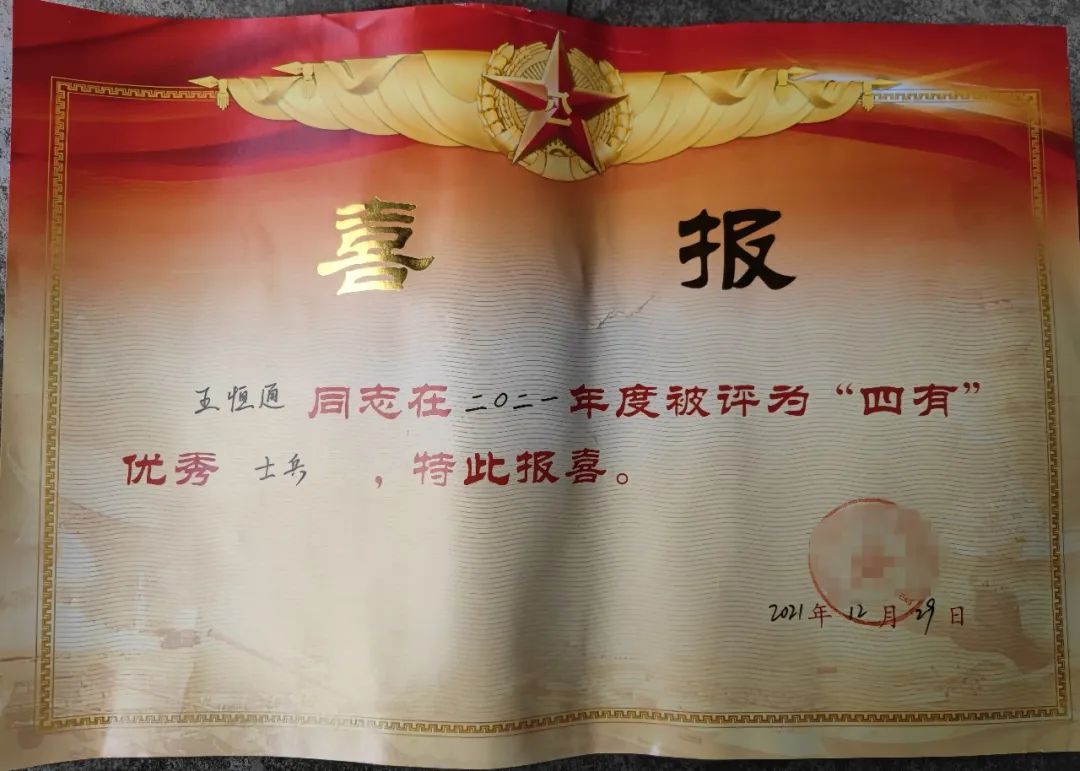 八一
喜报
王恒通同志在二〇二一年度被评为“四有”
优秀士兵，特此报喜。
2021年12月29日